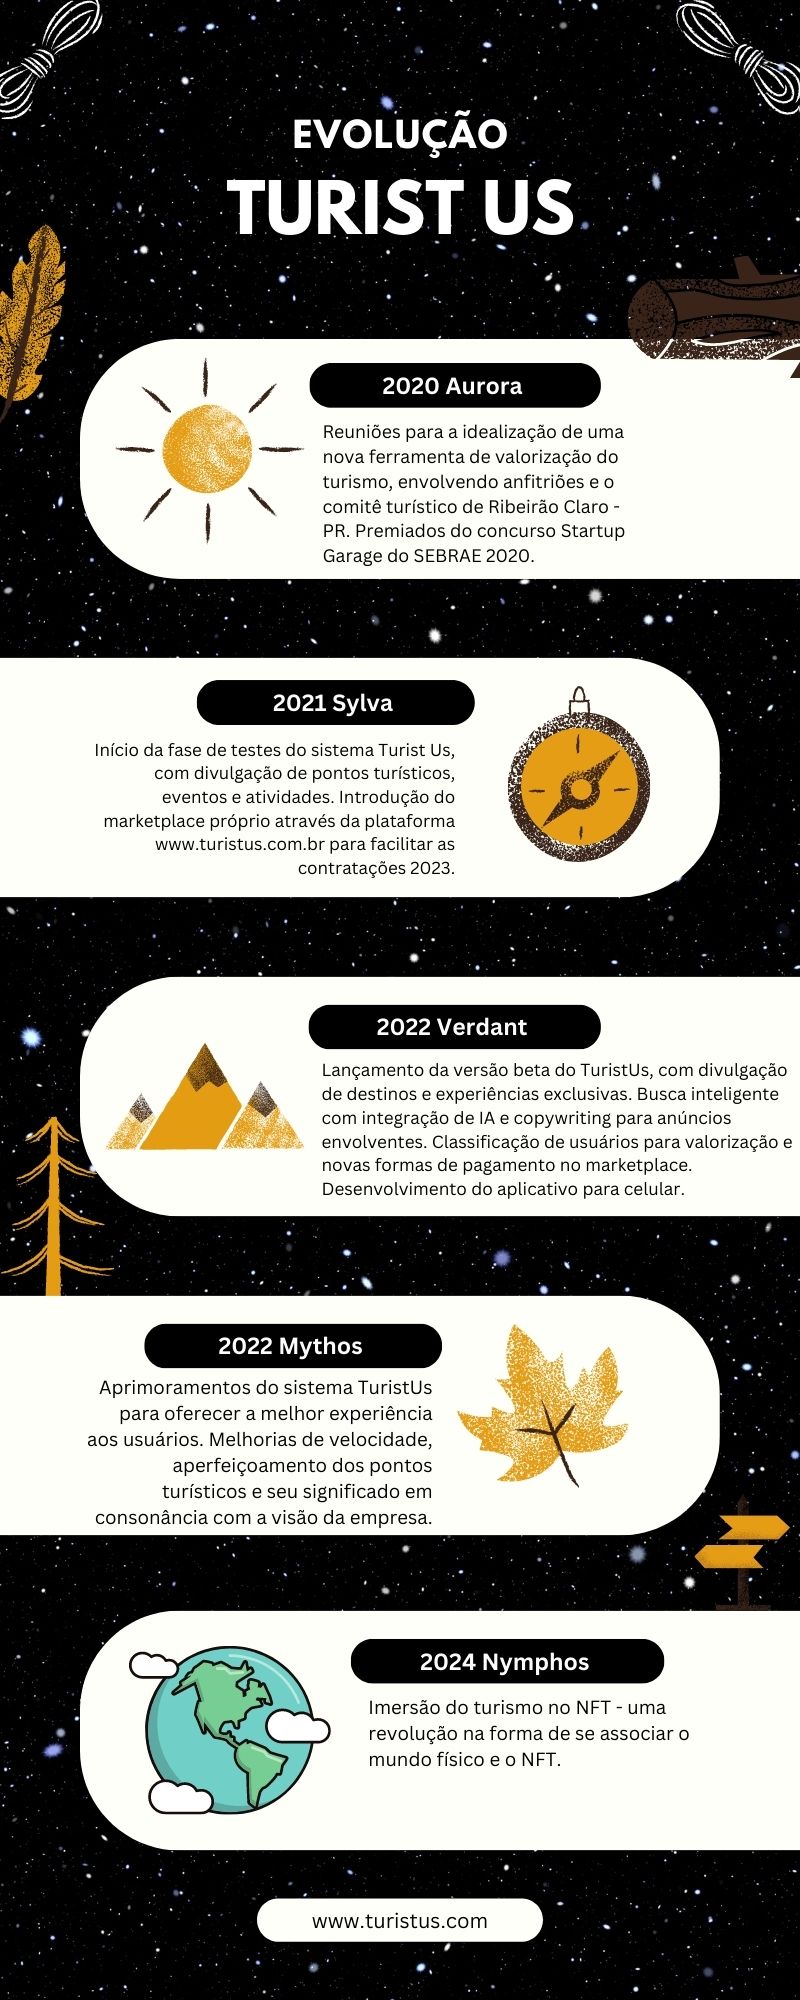 EVOLUÇÃO
TURIST US
2020 Aurora
Reuniões para a idealização de uma
nova ferramenta de valorização do
turismo, envolvendo anfitriões e o
comitê turístico de Ribeirão Claro -
PR. Premiados do concurso Startup
Garage do SEBRAE 2020.
2021 Sylva
Início da fase de testes do sistema Turist Us,
com divulgação de pontos turísticos,
eventos e atividades. Introdução do
marketplace próprio através da plataforma
www.turistus.com.br para facilitar as
contratações 2023.
2022 Verdant
Lançamento da versão beta do TuristUs, com divulgação
de destinos e experiências exclusivas. Busca inteligente
com integração de IA e copywriting para anúncios
envolventes. Classificação de usuários para valorização e
novas formas de pagamento no marketplace.
Desenvolvimento do aplicativo para celular.
2022 Mythos
Aprimoramentos do sistema TuristUs
para oferecer a melhor experiência
aos usuários. Melhorias de velocidade,
aperfeiçoamento dos pontos
turísticos e seu significado em
consonância com a visão da empresa.
2024 Nymphos
Imersão do turismo no NFT - uma
revolução na forma de se associar o
mundo físico e o NFT.
www.turistus.com